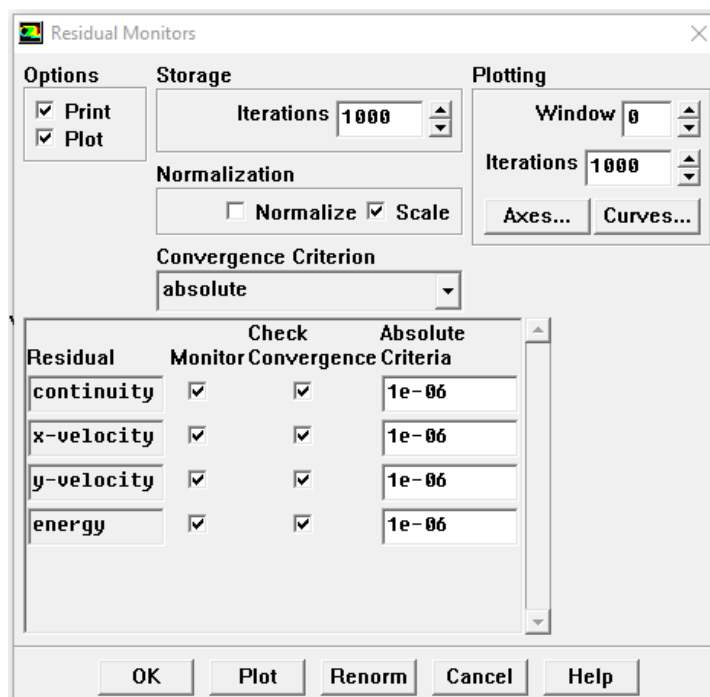 Residual Monitors
Options
Print
Plot
Storage
Iterations 1000
Normalization
Normalize Scale
Convergence Criterion
absolute
Plotting
Window 0
Iterations 1000
Axes... Curves...
Check Absolute
Residual Monitor Convergence Criteria
continuity 1e-06
x-velocity 1e-06
y-velocity 1e-06
energy 1e-06
OK Plot Renorm Cancel Help